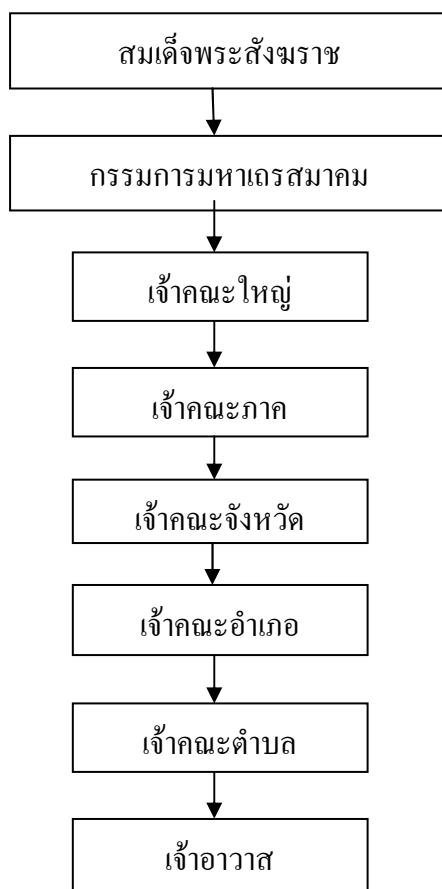 สมเด็จพระสังฆราช
กรรมการมหาเถรสมาคม
เจ้าคณะใหญ่
เจ้าคณะภาค
เจ้าคณะจังหวัด
เจ้าคณะอำเภอ
เจ้าคณะตำบล
เจ้าอาวาส